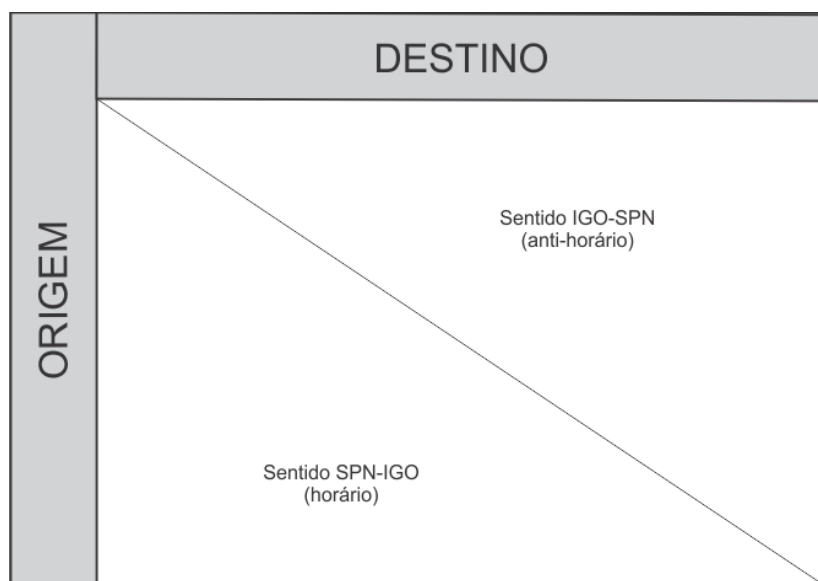 DESTINO
ORIGEM
Sentido IGO-SPN
(anti-horário)
Sentido SPN-IGO
(horário)